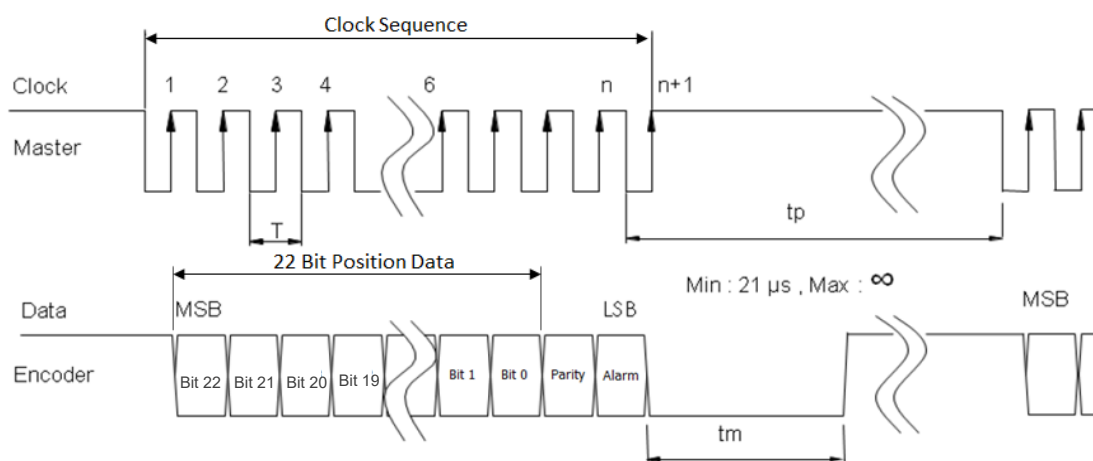 Clock Sequence
Clock 1 2 3 4 6 n n+1
Master
T
tp
22 Bit Position Data
Min : 21 µs , Max : ∞
Data MSB LSB MSB
Encoder Bit 22 Bit 21 Bit 20 Bit 19 Bit 1 Bit 0 Parity Alarm
tm